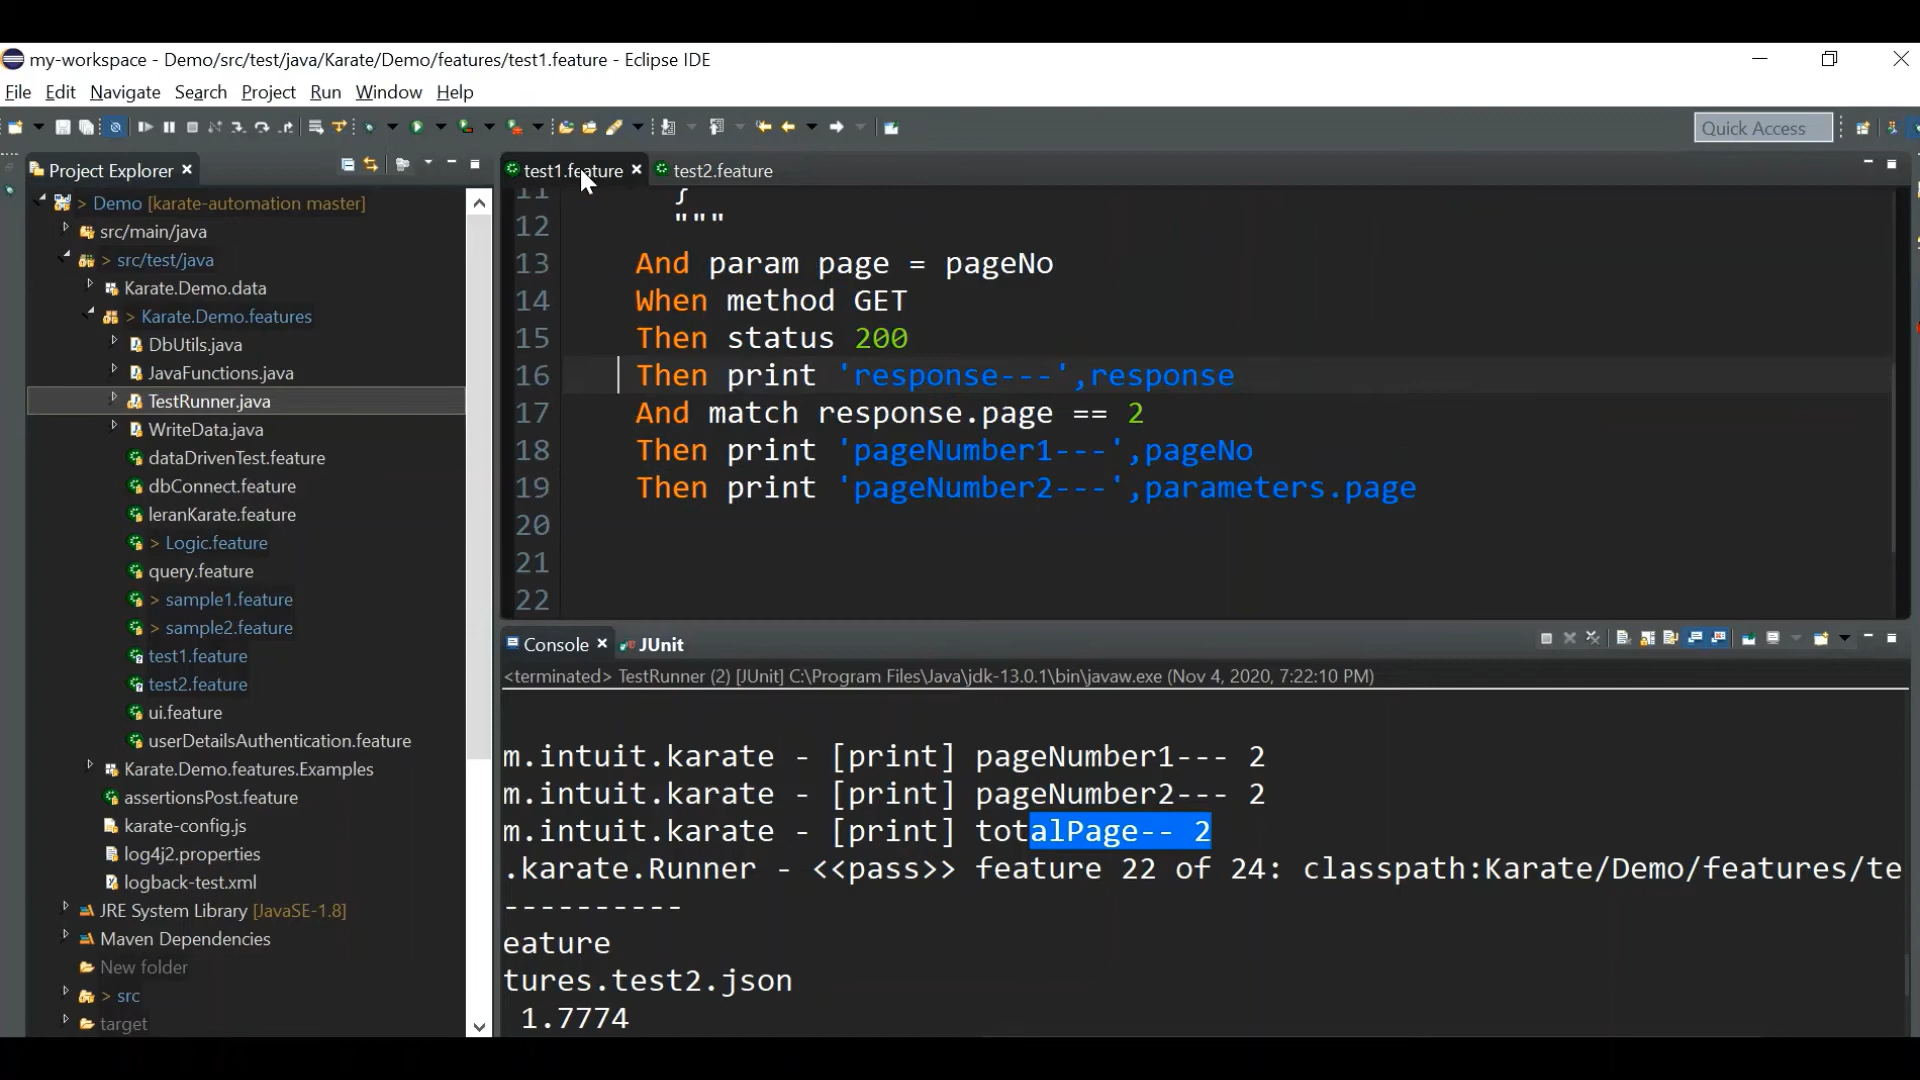 my-workspace - Demo/src/test/java/Karate/Demo/features/test1.feature - Eclipse IDE
File Edit Navigate Search Project Run Window Help
Quick Access
Project Explorer
> Demo [karate-automation master]
src/main/java
> src/test/java
Karate.Demo.data
> Karate.Demo.features
DbUtils.java
JavaFunctions.java
TestRunner.java
WriteData.java
dataDrivenTest.feature
dbConnect.feature
leranKarate.feature
> Logic.feature
query.feature
> sample1.feature
> sample2.feature
test1.feature
test2.feature
ui.feature
userDetailsAuthentication.feature
Karate.Demo.features.Examples
assertionsPost.feature
karate-config.js
log4j2.properties
logback-test.xml
JRE System Library [JavaSE-1.8]
Maven Dependencies
New folder
> src
target
test1.feature test2.feature
11 }
12 """
13 And param page = pageNo
14 When method GET
15 Then status 200
16 Then print 'response---',response
17 And match response.page == 2
18 Then print 'pageNumber1---',pageNo
19 Then print 'pageNumber2---',parameters.page
20
21
22
Console JUnit
<terminated> TestRunner (2) [JUnit] C:\Program Files\Java\jdk-13.0.1\bin\javaw.exe (Nov 4, 2020, 7:22:10 PM)
m.intuit.karate - [print] pageNumber1--- 2
m.intuit.karate - [print] pageNumber2--- 2
m.intuit.karate - [print] totalPage-- 2
.karate.Runner - <<pass>> feature 22 of 24: classpath:Karate/Demo/features/te
----------
eature
tures.test2.json
1.7774